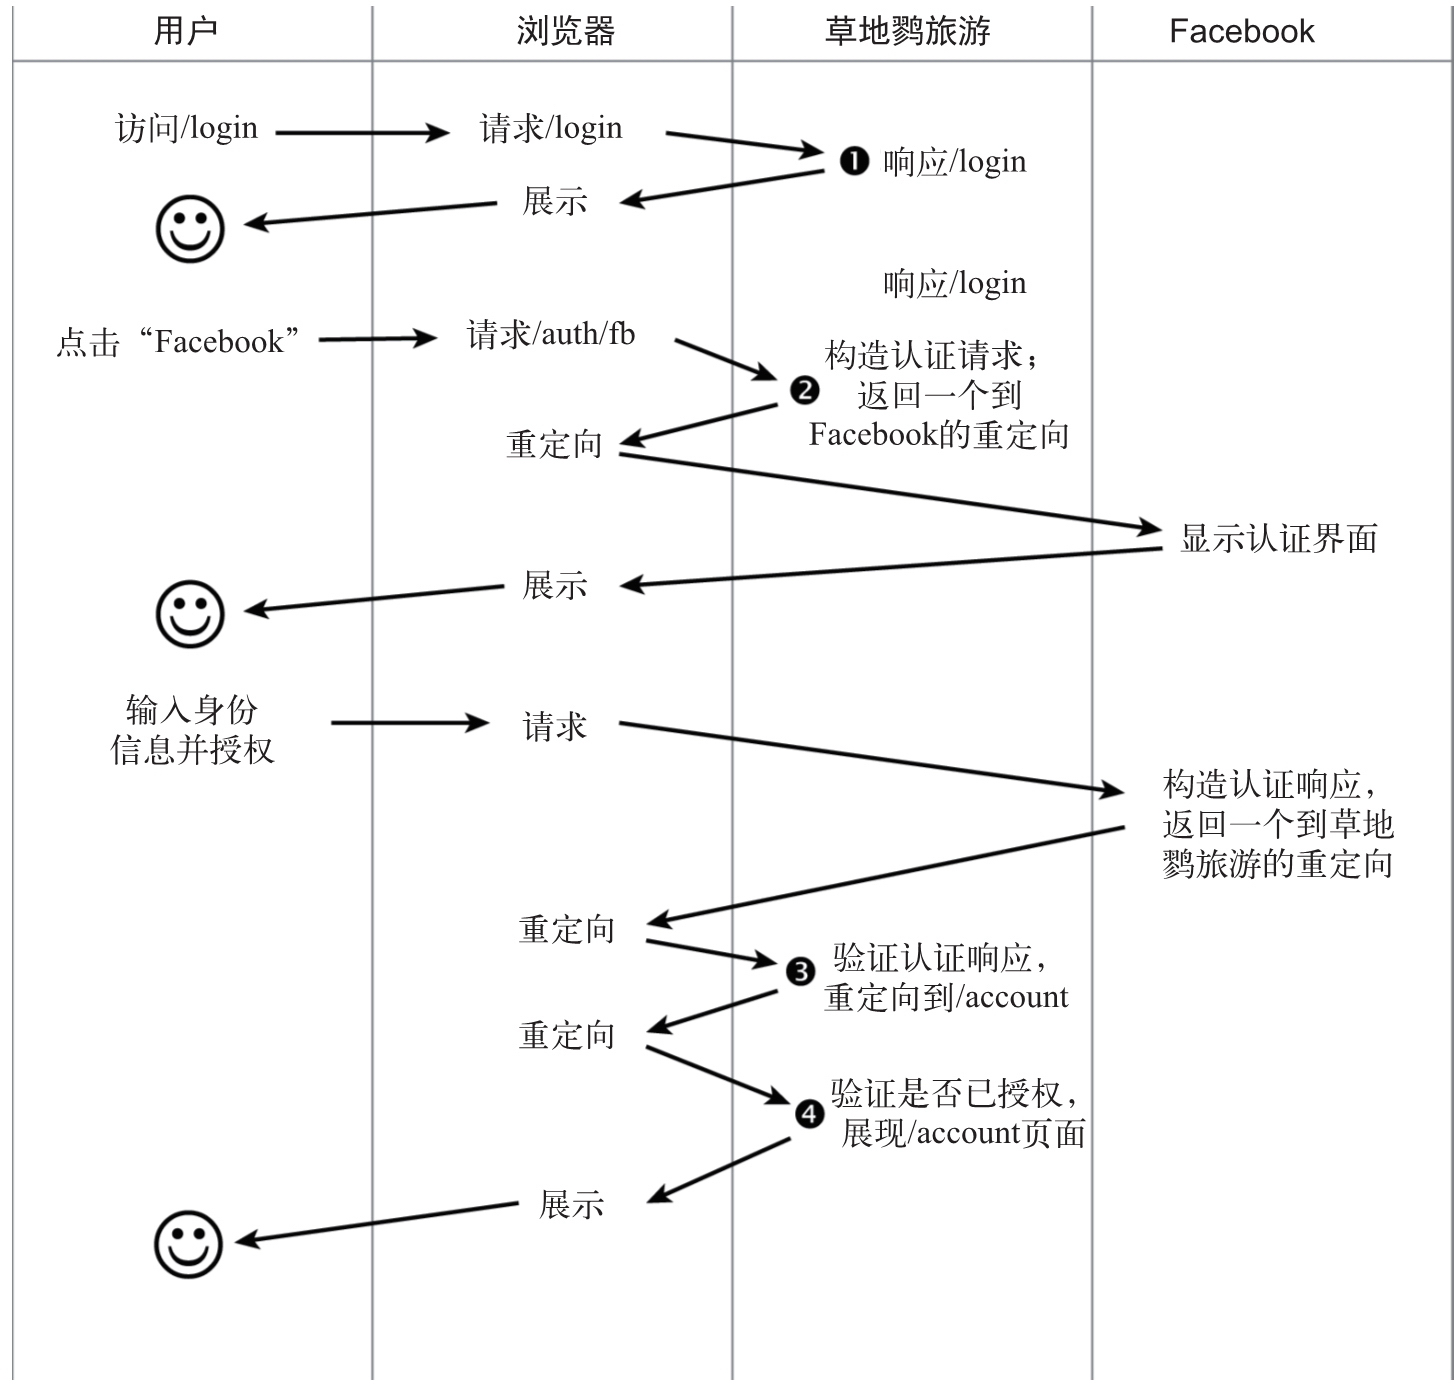 用户
浏览器
草地鹨旅游
Facebook
访问/login
请求/login
❶ 响应/login
展示
响应/login
点击“Facebook”
请求/auth/fb
❷
构造认证请求；
返回一个到
Facebook的重定向
重定向
显示认证界面
展示
输入身份
信息并授权
请求
构造认证响应，
返回一个到草地
鹨旅游的重定向
重定向
❸
验证认证响应，
重定向到/account
重定向
❹
验证是否已授权，
展现/account页面
展示